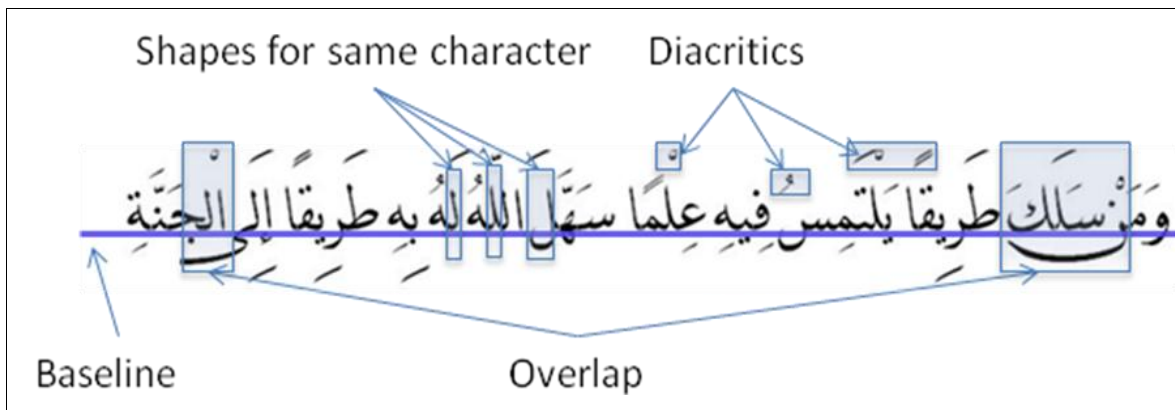 Shapes for same character
Diacritics
وَمَنْ سَلَكَ طَرِيقًا يَلْتَمِسُ فِيهِ عِلْمًا سَهَّلَ اللَّهُ لَهُ بِهِ طَرِيقًا إِلَى الْجَنَّةِ
Baseline
Overlap